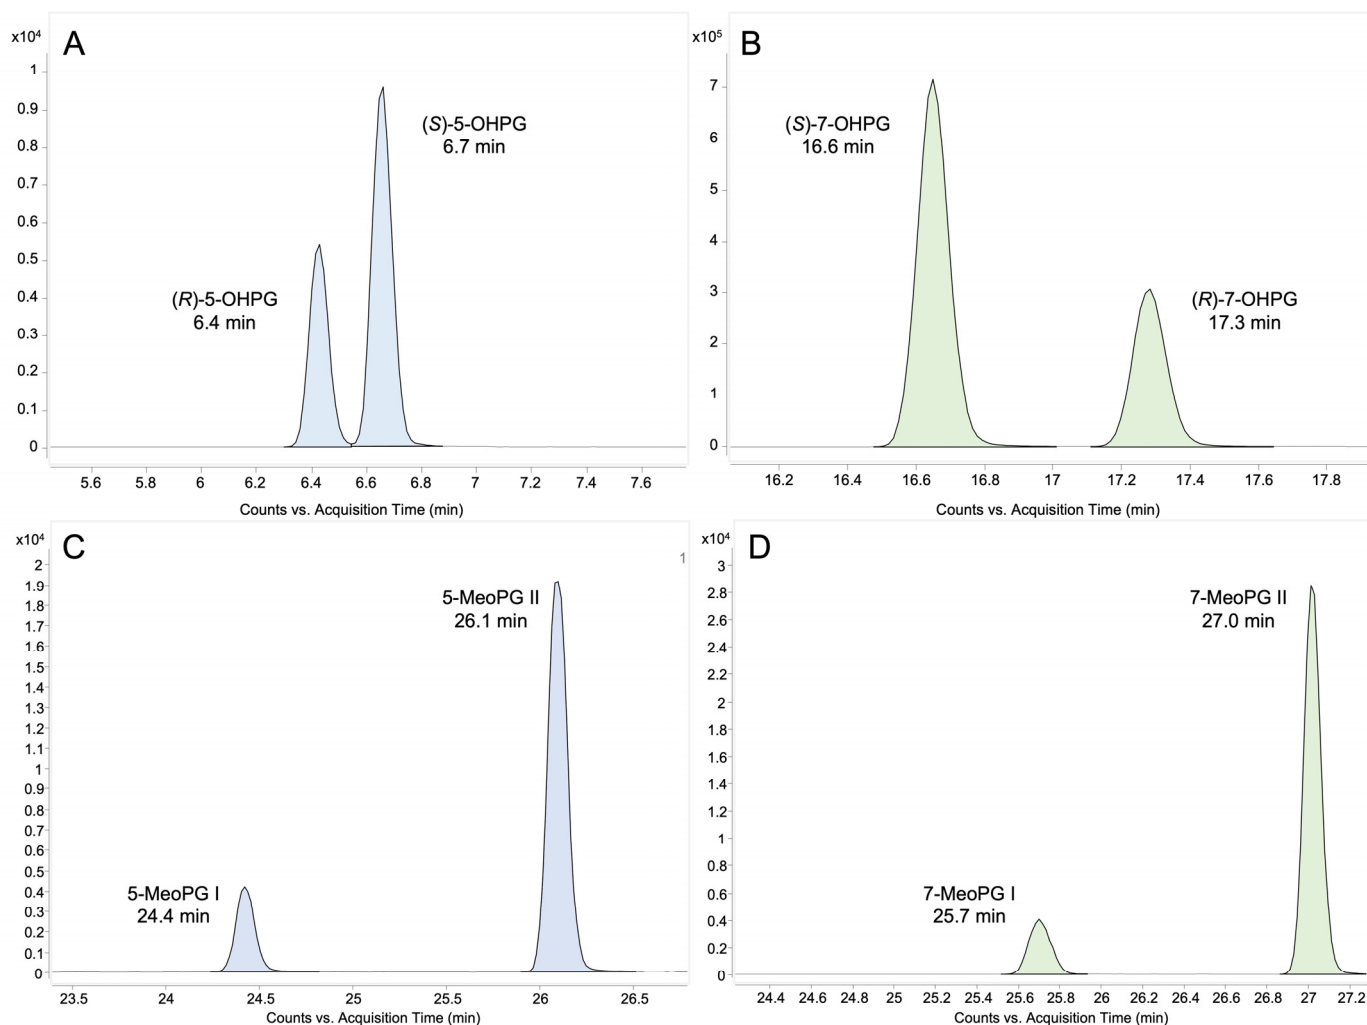 x10⁴
A
1
0.9
0.8
0.7
0.6
0.5
0.4
0.3
0.2
0.1
0
(S)-5-OHPG
6.7 min
(R)-5-OHPG
6.4 min
5.6 5.8 6 6.2 6.4 6.6 6.8 7 7.2 7.4 7.6
Counts vs. Acquisition Time (min)
x10⁵
B
7
6
5
4
3
2
1
0
(S)-7-OHPG
16.6 min
(R)-7-OHPG
17.3 min
16.2 16.4 16.6 16.8 17 17.2 17.4 17.6 17.8
Counts vs. Acquisition Time (min)
x10⁴
C
1
2
1.9
1.8
1.7
1.6
1.5
1.4
1.3
1.2
1.1
1
0.9
0.8
0.7
0.6
0.5
0.4
0.3
0.2
0.1
0
5-MeoPG II
26.1 min
5-MeoPG I
24.4 min
23.5 24 24.5 25 25.5 26 26.5
Counts vs. Acquisition Time (min)
x10⁴
D
3
2.8
2.6
2.4
2.2
2
1.8
1.6
1.4
1.2
1
0.8
0.6
0.4
0.2
0
7-MeoPG II
27.0 min
7-MeoPG I
25.7 min
24.4 24.6 24.8 25 25.2 25.4 25.6 25.8 26 26.2 26.4 26.6 26.8 27 27.2
Counts vs. Acquisition Time (min)